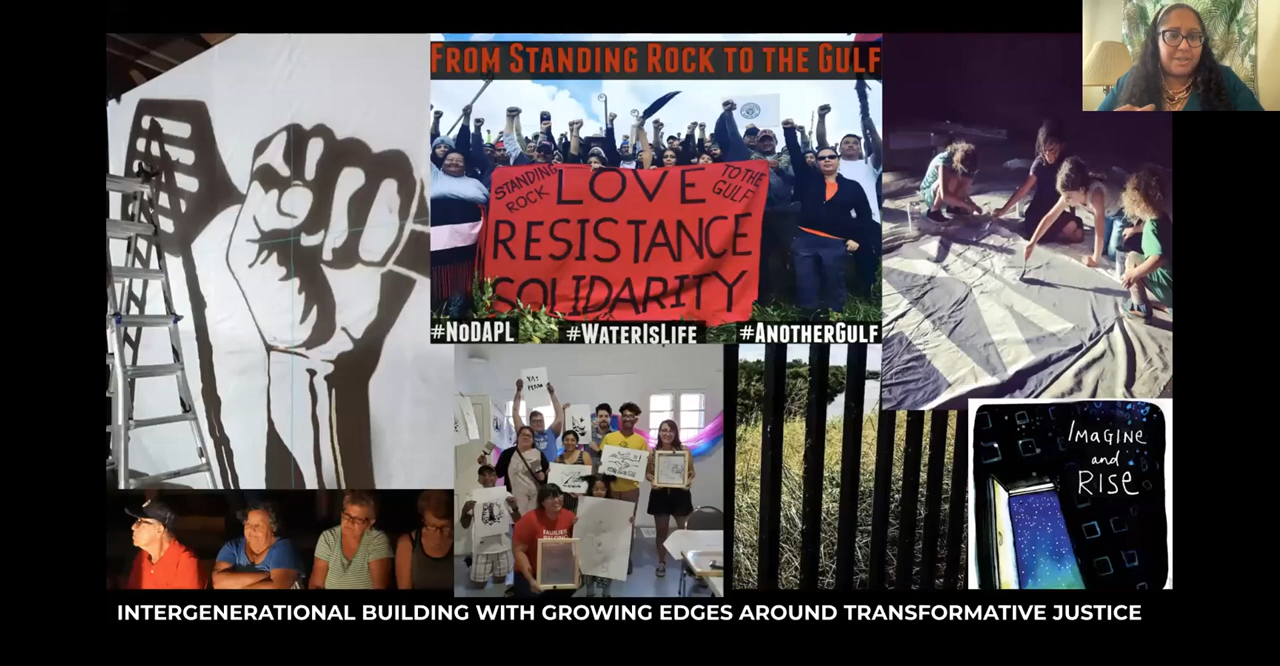 FROM STANDING ROCK TO THE GULF
STANDING ROCK
TO THE GULF
LOVE
RESISTANCE
SOLIDARITY
#NoDAPL
#WATERISLIFE
#ANOTHERGULF
IMAGINE
and
RISE
INTERGENERATIONAL BUILDING WITH GROWING EDGES AROUND TRANSFORMATIVE JUSTICE